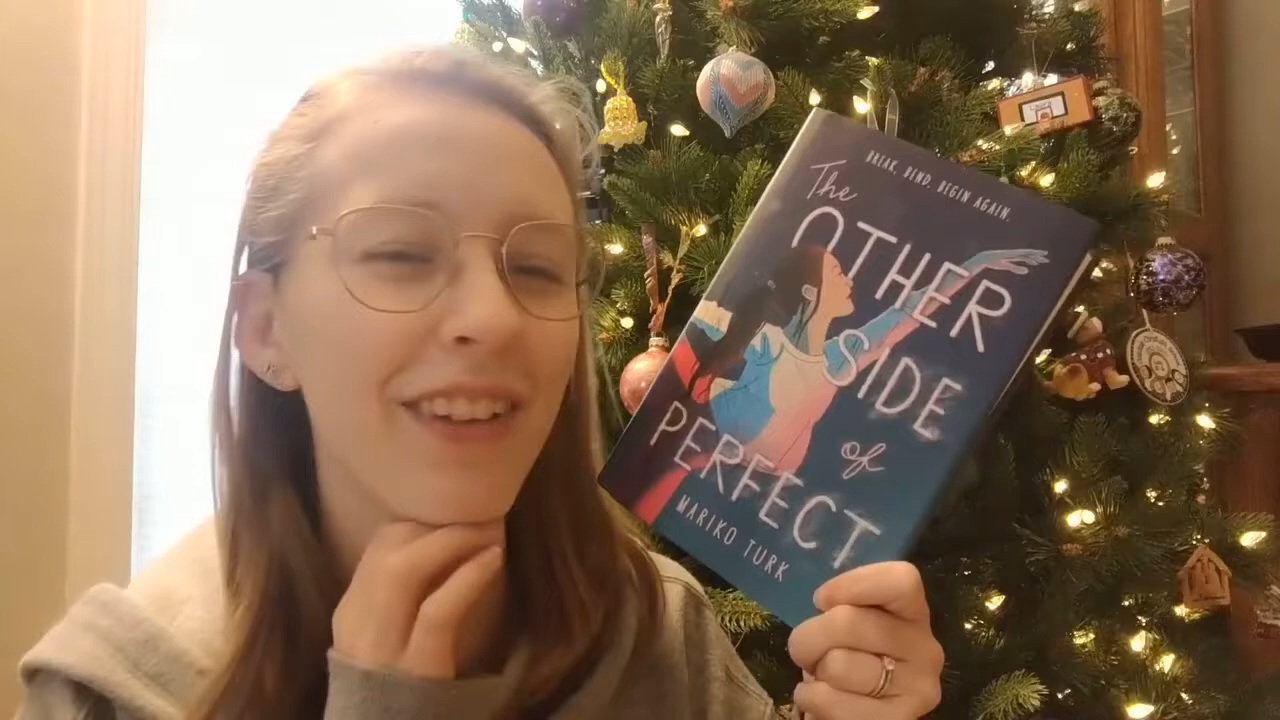 BREAK. BEND. BEGIN AGAIN.
The
OTHER
SIDE
of
PERFECT
MARIKO TURK